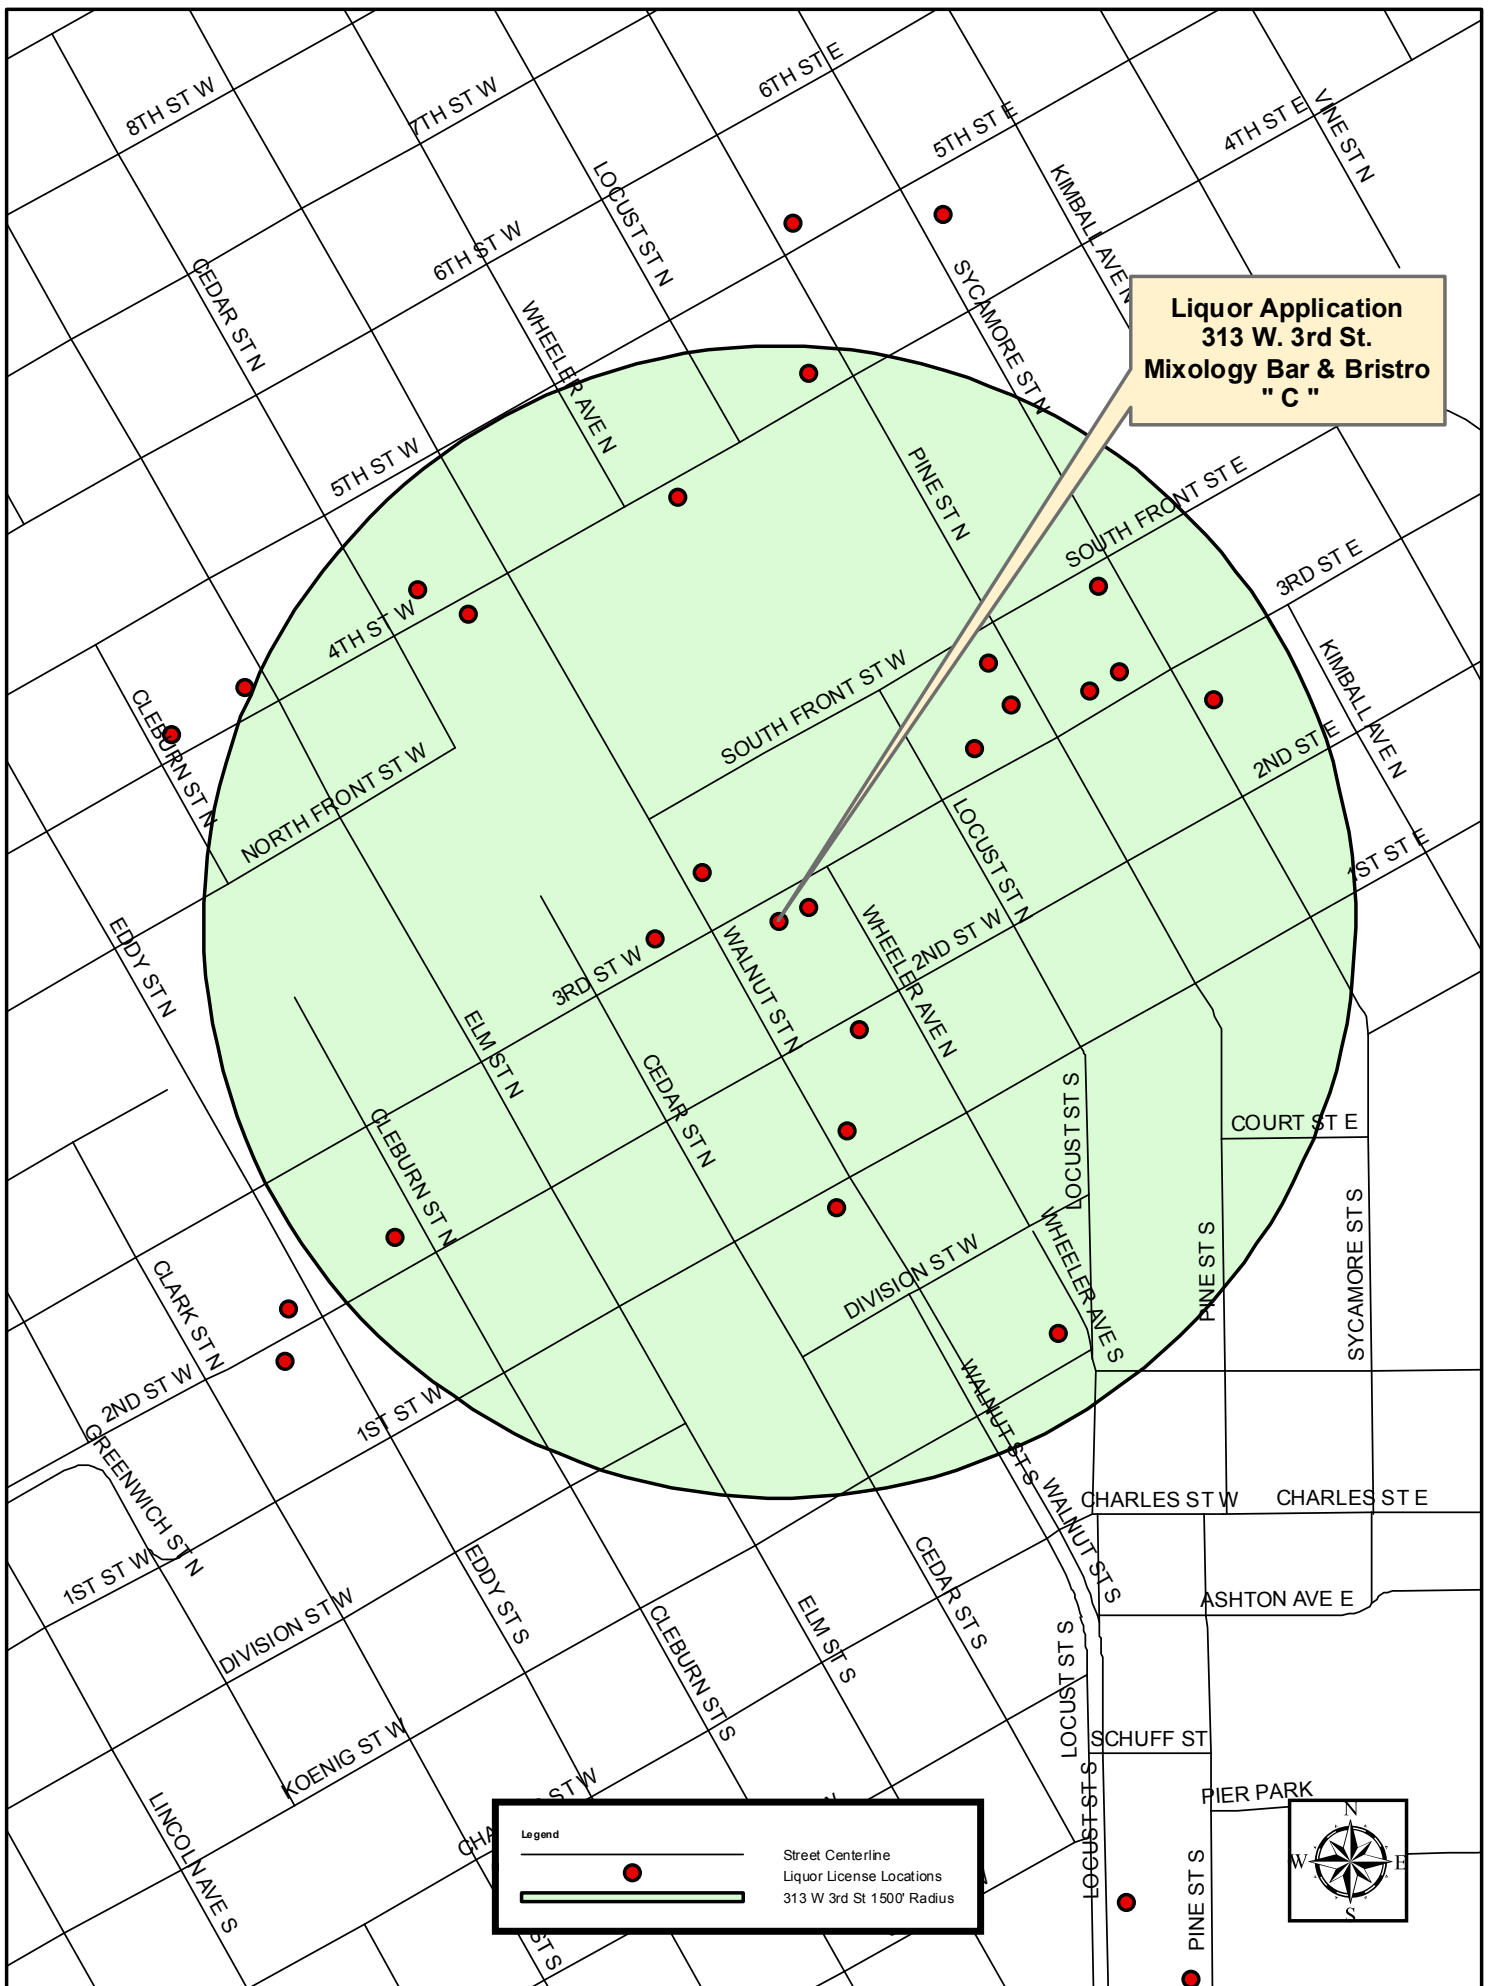 8TH ST W
7TH ST W
6TH ST E
5TH ST E
4TH ST E
VINE ST N
LOCUST ST N
KIMBALL AVE N
6TH ST W
CEDAR ST N
SYCAMORE ST N
WHEELER AVE N
Liquor Application
313 W. 3rd St.
Mixology Bar & Bristro
" C "
5TH ST W
PINE ST N
SOUTH FRONT ST E
3RD ST E
4TH ST W
KIMBALL AVE N
CLEBURN ST N
SOUTH FRONT ST W
2ND ST E
NORTH FRONT ST W
LOCUST ST N
1ST ST E
EDDY ST N
WHEELER AVE N
2ND ST W
WALNUT ST N
3RD ST W
ELM ST N
CEDAR ST N
CLEBURN ST N
LOCUST ST S
COURT ST E
WHEELER AVE S
DIVISION ST W
PINE ST S
SYCAMORE ST S
CLARK ST N
2ND ST W
1ST ST W
WALNUT ST S
GREENWICH ST N
WALNUT ST S
CHARLES ST W
CHARLES ST E
1ST ST W
EDDY ST S
CEDAR ST S
ASHTON AVE E
DIVISION ST W
CLEBURN ST S
ELM ST S
LOCUST ST S
KOENIG ST W
SCHUFF ST
LINCOLN AVE S
LOCUST ST S
PIER PARK
CHA
ST W
PINE ST S
ST S
Legend
Street Centerline
Liquor License Locations
313 W 3rd St 1500' Radius
N
W
E
S